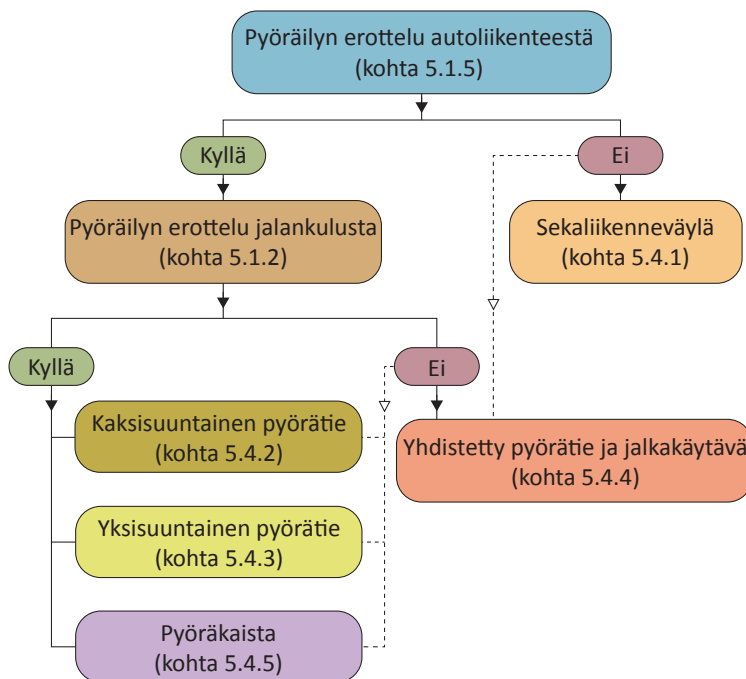 Pyöräilyn erottelu autoliikenteestä
(kohta 5.1.5)
Kyllä
Ei
Pyöräilyn erottelu jalankulusta
(kohta 5.1.2)
Sekaliikenneväylä
(kohta 5.4.1)
Kyllä
Ei
Kaksisuuntainen pyörätie
(kohta 5.4.2)
Yhdistetty pyörätie ja jalkakäytävä
(kohta 5.4.4)
Yksisuuntainen pyörätie
(kohta 5.4.3)
Pyöräkaista
(kohta 5.4.5)